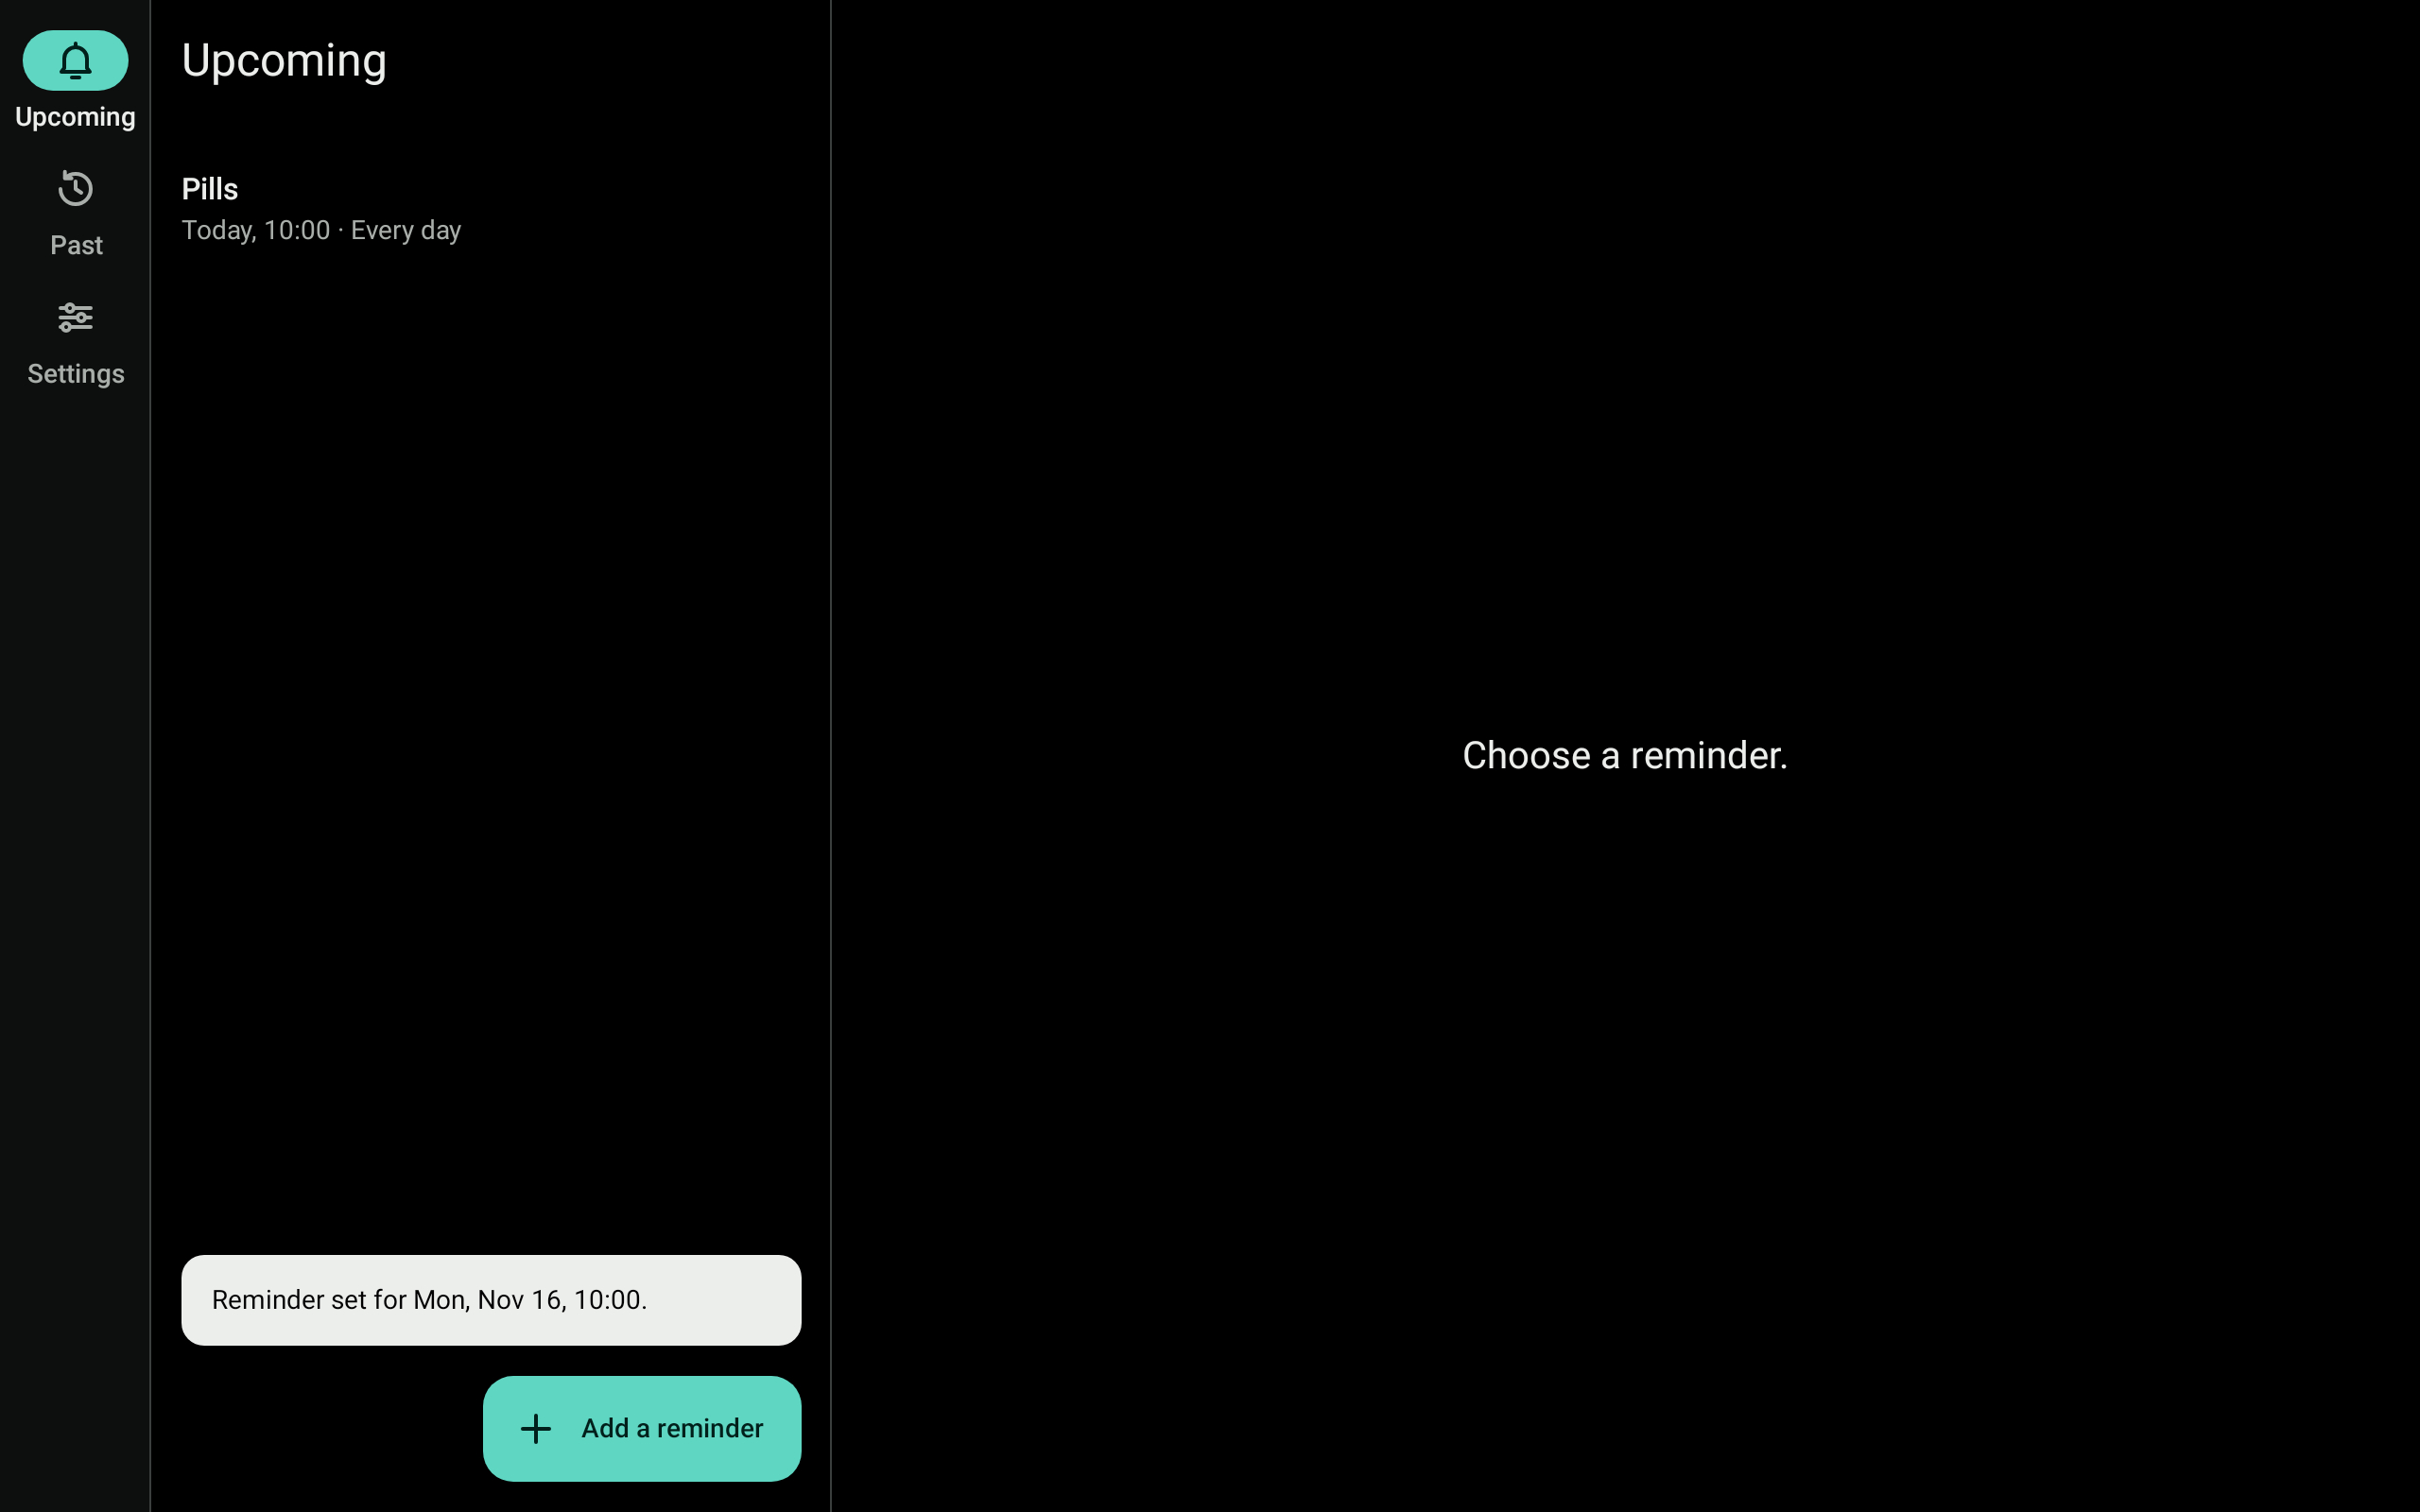 Upcoming
Past
Settings
Upcoming
Pills
Today, 10:00 · Every day
Reminder set for Mon, Nov 16, 10:00.
Add a reminder
Choose a reminder.